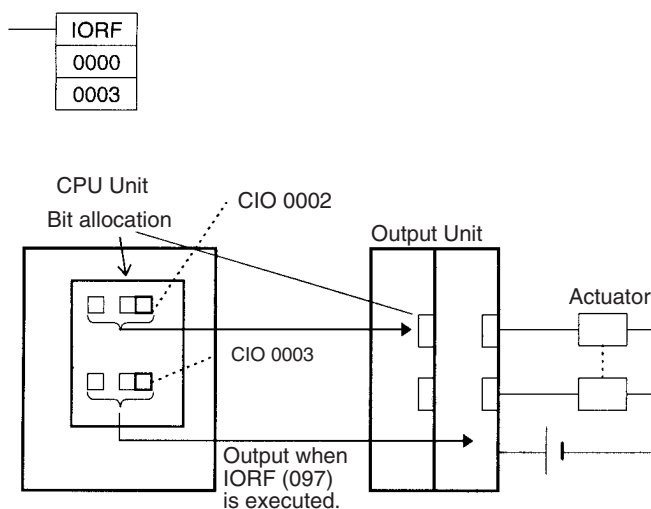 IORF
0000
0003
CPU Unit
Bit allocation
CIO 0002
Output Unit
Actuator
CIO 0003
Output when
IORF (097)
is executed.